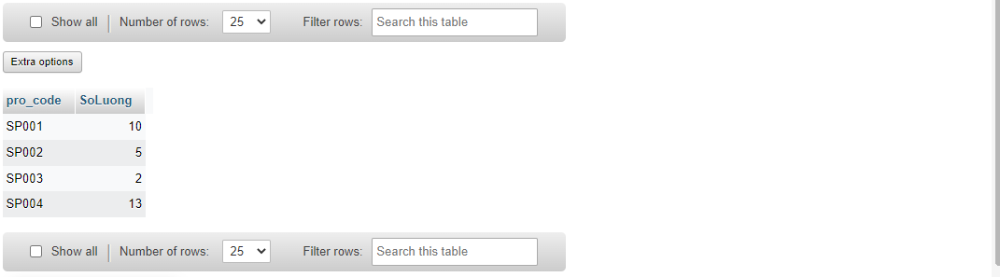 Show all Number of rows: 25 Filter rows: Search this table
Extra options
pro_code SoLuong
SP001 10
SP002 5
SP003 2
SP004 13
Show all Number of rows: 25 Filter rows: Search this table